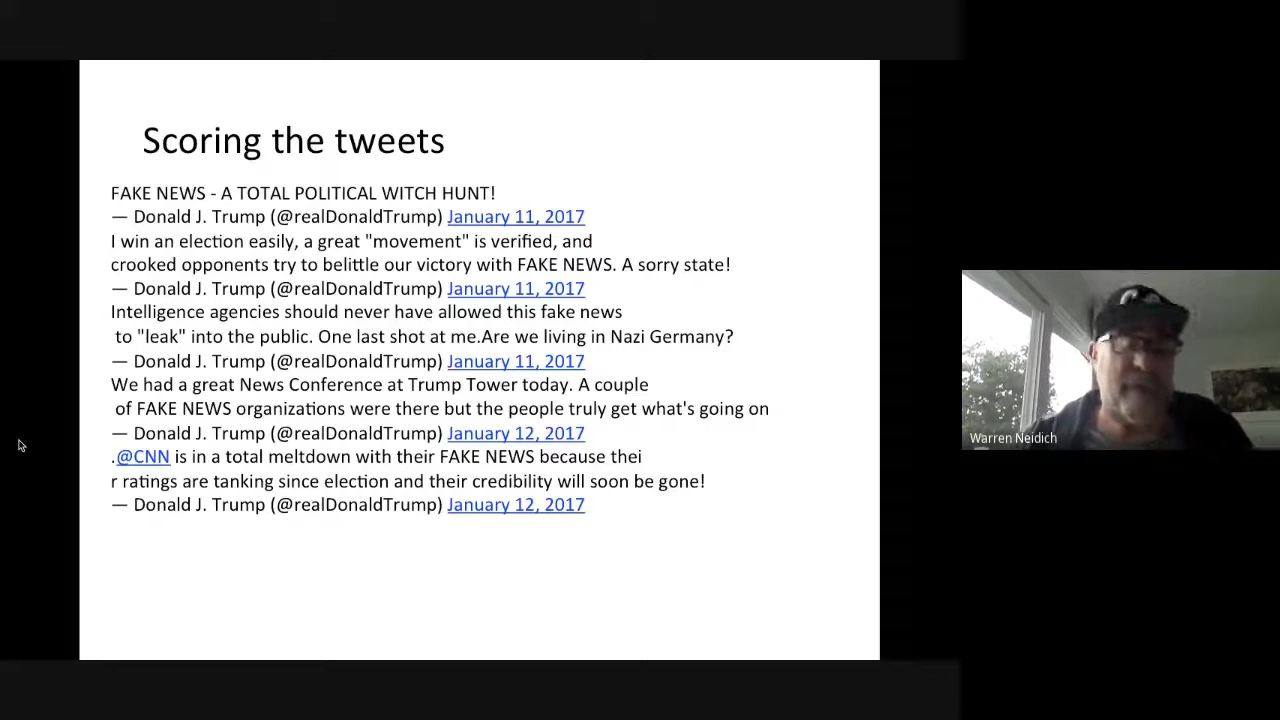 Scoring the tweets
FAKE NEWS - A TOTAL POLITICAL WITCH HUNT!
— Donald J. Trump (@realDonaldTrump) January 11, 2017
I win an election easily, a great "movement" is verified, and
crooked opponents try to belittle our victory with FAKE NEWS. A sorry state!
— Donald J. Trump (@realDonaldTrump) January 11, 2017
Intelligence agencies should never have allowed this fake news
to "leak" into the public. One last shot at me.Are we living in Nazi Germany?
— Donald J. Trump (@realDonaldTrump) January 11, 2017
We had a great News Conference at Trump Tower today. A couple
of FAKE NEWS organizations were there but the people truly get what's going on
— Donald J. Trump (@realDonaldTrump) January 12, 2017
.@CNN is in a total meltdown with their FAKE NEWS because thei
r ratings are tanking since election and their credibility will soon be gone!
— Donald J. Trump (@realDonaldTrump) January 12, 2017
Warren Neidich